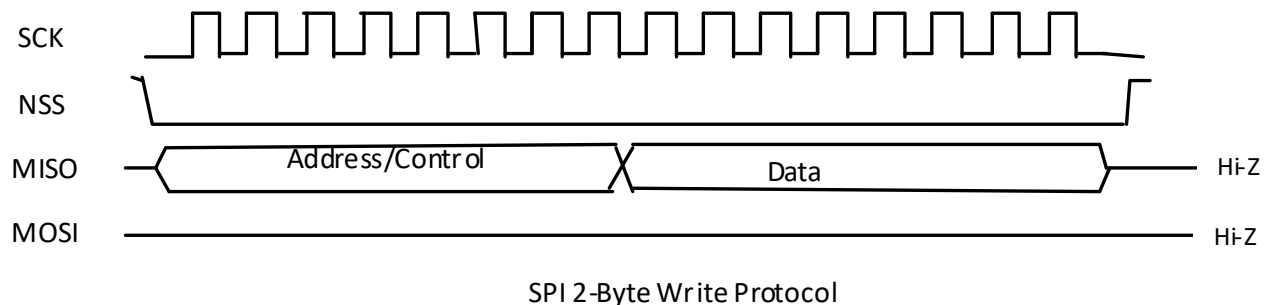 SCK
NSS
MISO Address/Control Data Hi-Z
MOSI Hi-Z
SPI 2-Byte Write Protocol